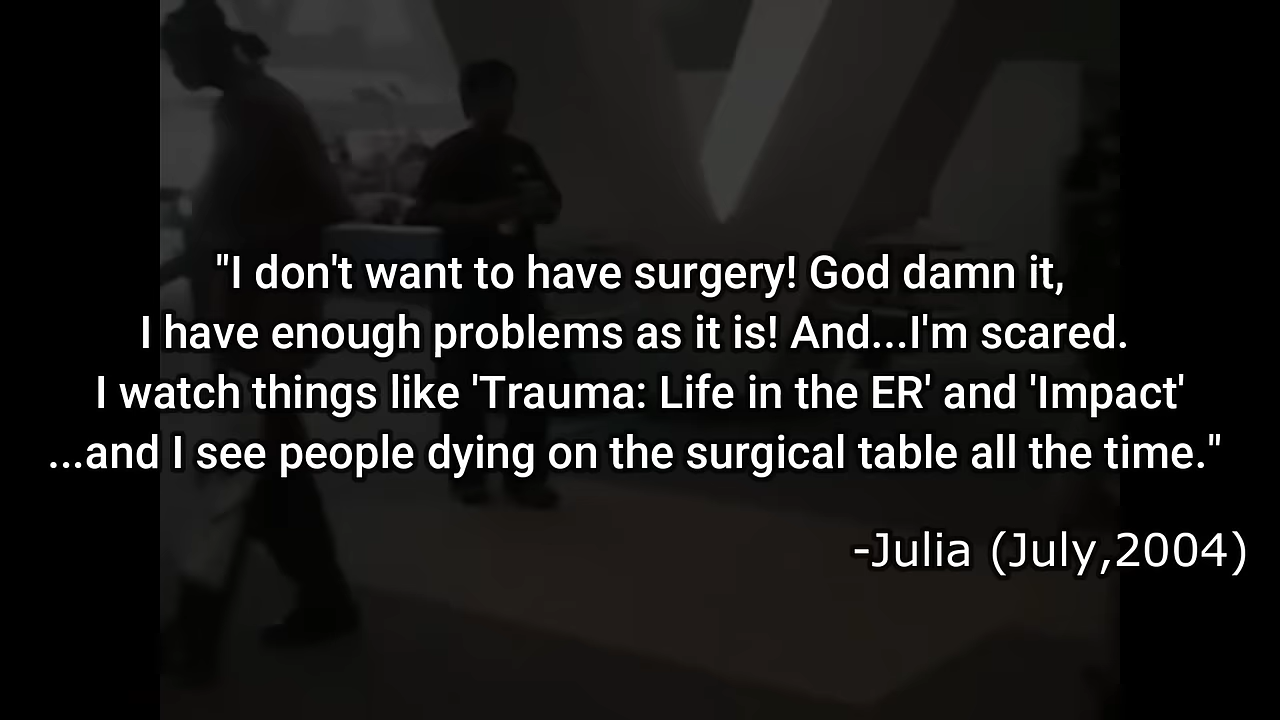 "I don't want to have surgery! God damn it,
I have enough problems as it is! And...I'm scared.
I watch things like 'Trauma: Life in the ER' and 'Impact'
...and I see people dying on the surgical table all the time."
-Julia (July,2004)